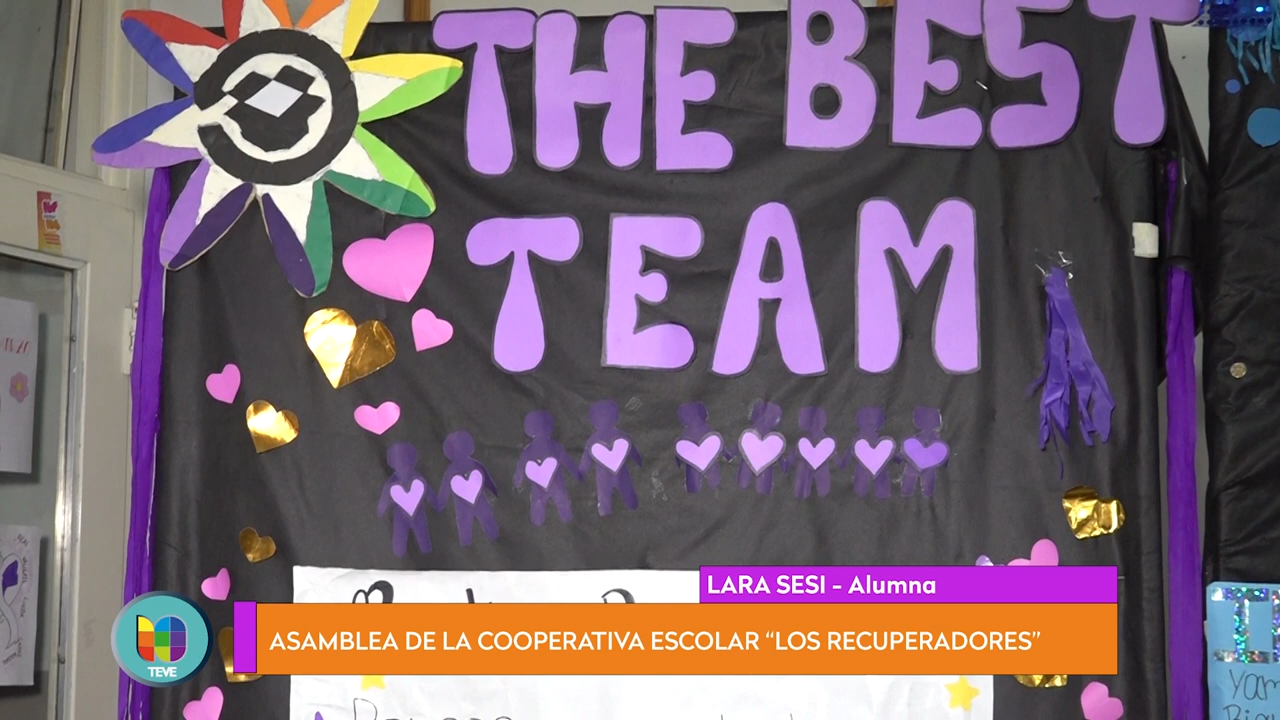 THE BEST
TEAM
LARA SESI - Alumna
ASAMBLEA DE LA COOPERATIVA ESCOLAR “LOS RECUPERADORES”
TEVE